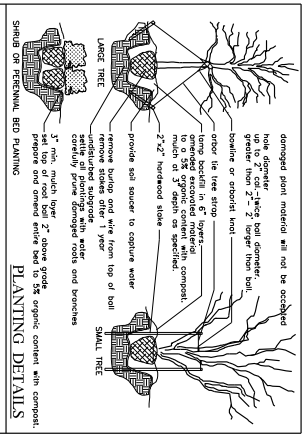 damaged plant material will not be accepted
hole diameter
up to 2" cal.-twice ball diameter.
greater than 2"- 2' larger than ball.
bowline or arborist knot
arbor tie tree strap
tamp backfill in 6" layers.
amended excavated material
to a 5% organic content with compost.
mulch at 3" depth as specified.
2"x2" hardwood stake
provide soil saucer to capture water
remove burlap and wire from top of ball
remove stakes after 1 year
undisturbed subgrade
settle all plantings with water
carefully prune damaged roots and branches
3" min. mulch layer
set top of root ball 2" above grade
prepare and amend entire bed to 5% organic content with compost.
LARGE TREE
SMALL TREE
SHRUB OR PERENNIAL BED PLANTING
PLANTING DETAILS